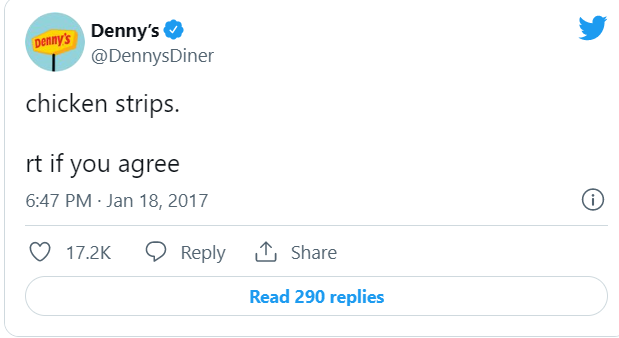 Denny's
Denny’s
@DennysDiner
chicken strips.
rt if you agree
6:47 PM · Jan 18, 2017
17.2K Reply Share
Read 290 replies